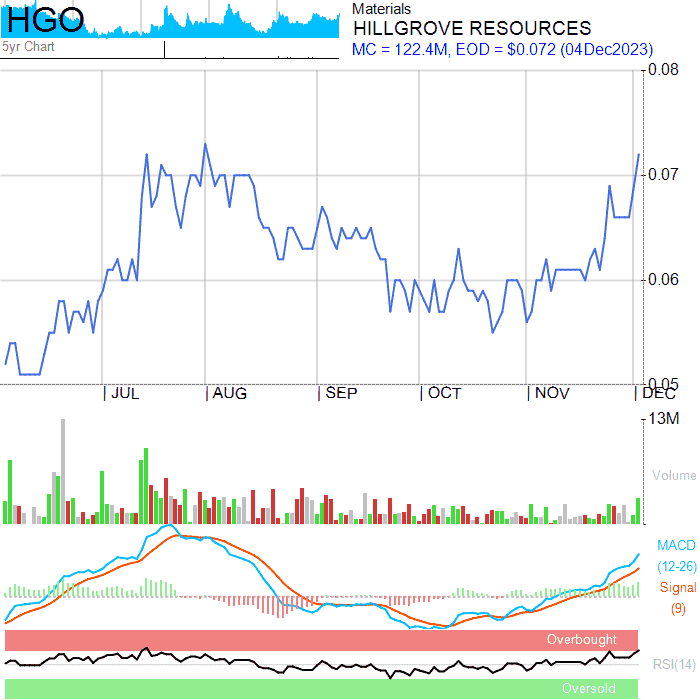 HGO
5yr Chart
Materials
HILLGROVE RESOURCES
MC = 122.4M, EOD = $0.072 (04Dec2023)
0.08
0.07
0.06
0.05
JUL AUG SEP OCT NOV DEC
13M
Volume
MACD
(12-26)
Signal
(9)
Overbought
RSI(14)
Oversold